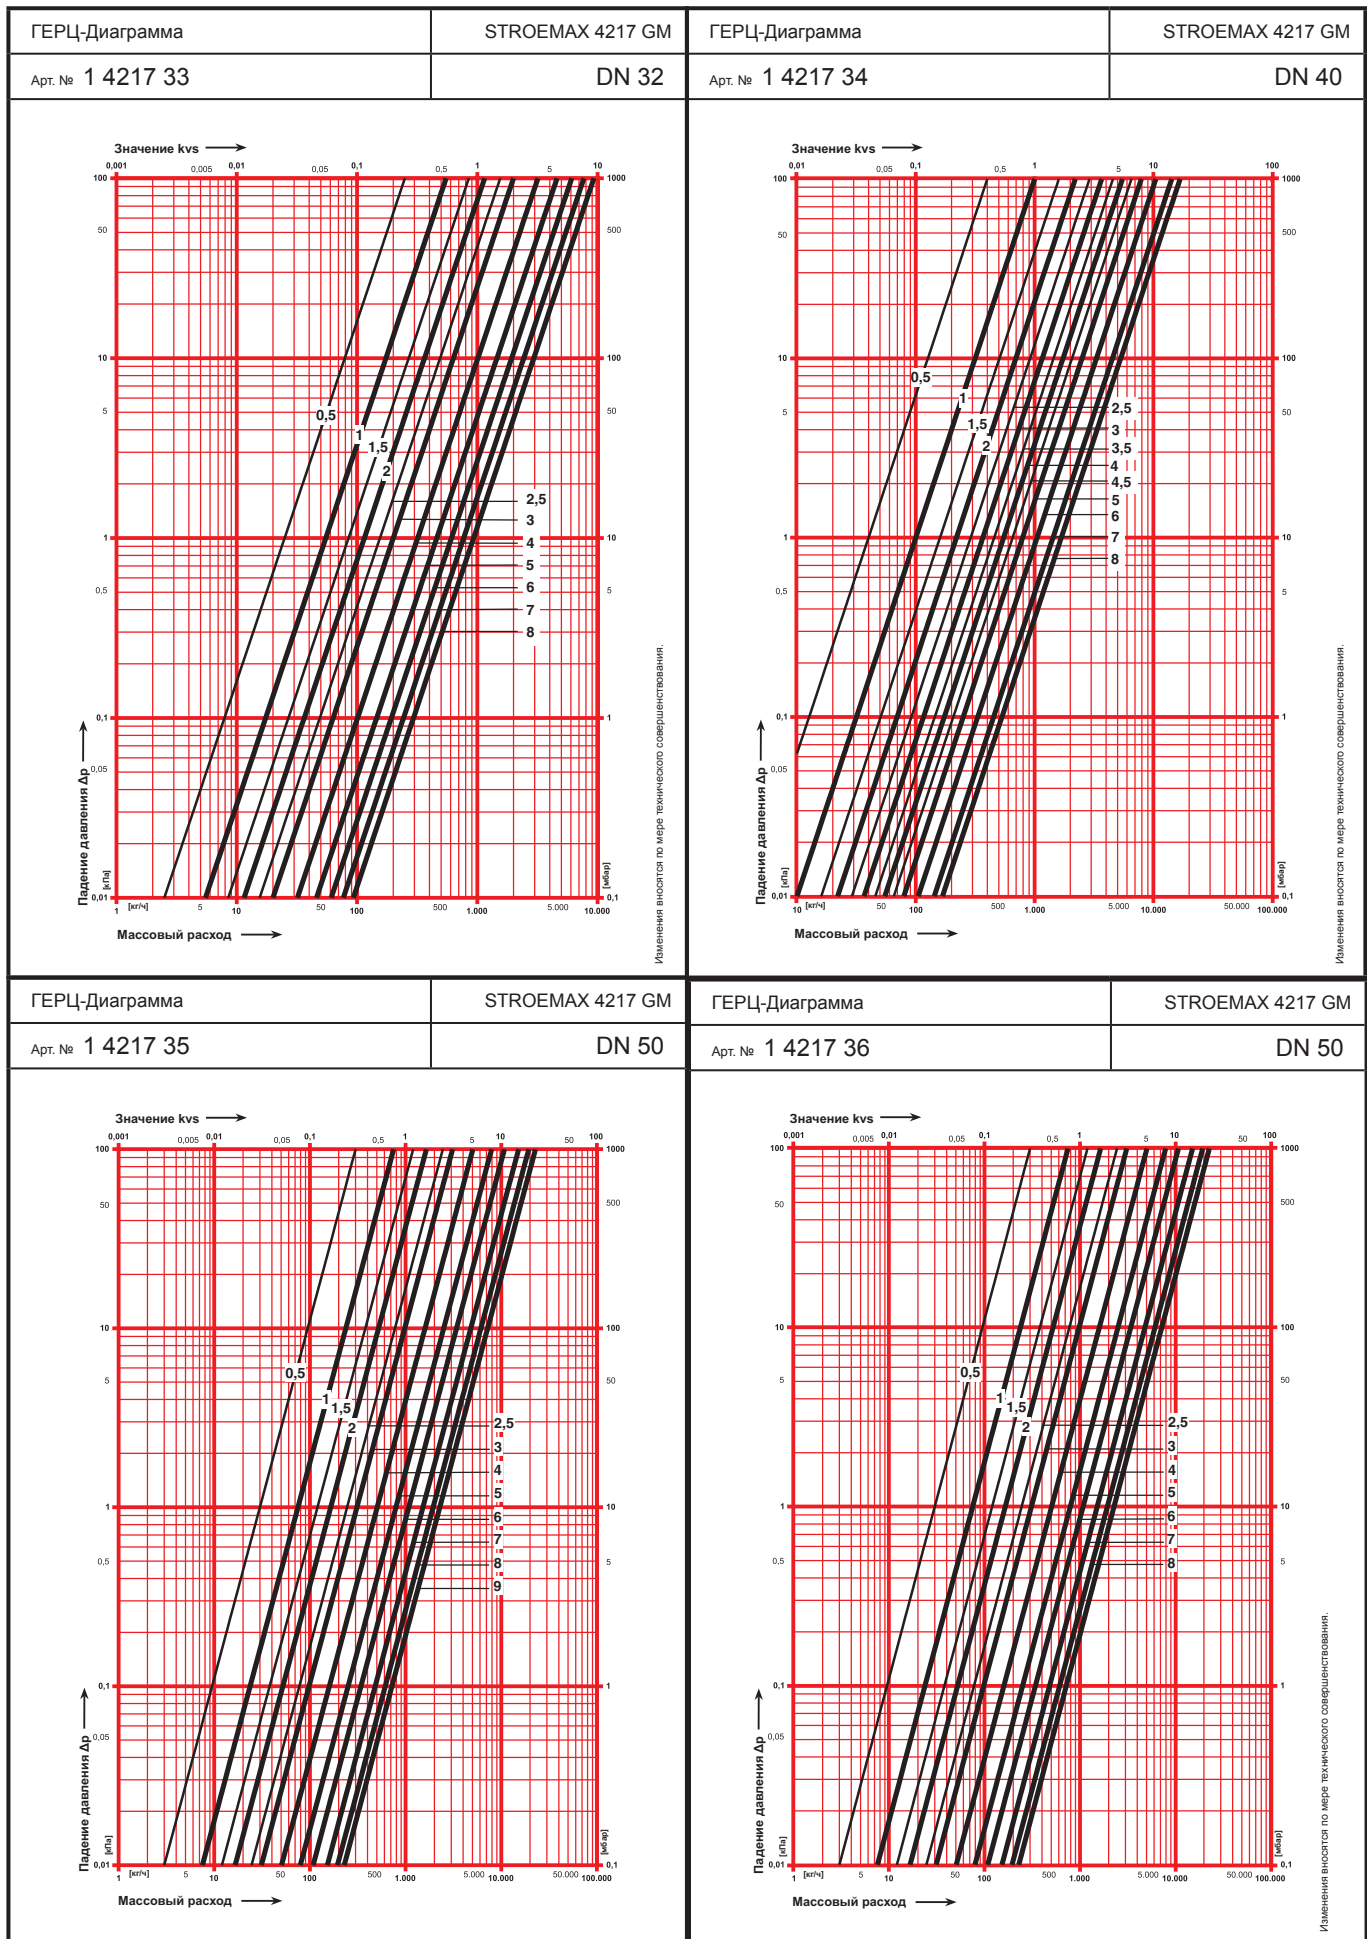 ГЕРЦ-Диаграмма STROEMAX 4217 GM
Арт. № 1 4217 33 DN 32
Значение kvs
0,001 0,005 0,01 0,05 0,1 0,5 1 5 10
100 1000
50 500
10 100
0,5
5 50
1
1,5
2
2,5
3
1 10
4
5
6
0,5 5
7
8
0,1 1
0,05
Падение давления Δp
[кПа]
[мбар]
0,01 0,1
1 [кг/ч] 5 10 50 100 500 1.000 5.000 10.000
Массовый расход
Изменения вносятся по мере технического совершенствования.
ГЕРЦ-Диаграмма STROEMAX 4217 GM
Арт. № 1 4217 34 DN 40
Значение kvs
0,01 0,05 0,1 0,5 1 5 10 100
100 1000
50 500
10 100
0,5
1
2,5
5 50
1,5
3
2
3,5
4
4,5
5
6
1 10
7
8
0,5 5
0,1 1
0,05
Падение давления Δp
[кПа]
[мбар]
0,01 0,1
10 [кг/ч] 50 100 500 1.000 5.000 10.000 50.000 100.000
Массовый расход
Изменения вносятся по мере технического совершенствования.
ГЕРЦ-Диаграмма STROEMAX 4217 GM
Арт. № 1 4217 35 DN 50
Значение kvs
0,001 0,005 0,01 0,05 0,1 0,5 1 5 10 50 100
100 1000
50 500
10 100
0,5
5 50
1
1,5
2
2,5
3
4
5
1 10
6
7
8
0,5 5
9
0,1 1
0,05
Падение давления Δp
[кПа]
[мбар]
0,01 0,1
1 [кг/ч] 5 10 50 100 500 1.000 5.000 10.000 50.000 100.000
Массовый расход
ГЕРЦ-Диаграмма STROEMAX 4217 GM
Арт. № 1 4217 36 DN 50
Значение kvs
0,001 0,005 0,01 0,05 0,1 0,5 1 5 10 50 100
100 1000
50 500
10 100
0,5
5 50
1
1,5
2
2,5
3
4
5
1 10
6
7
8
0,5 5
0,1 1
0,05
Падение давления Δp
[кПа]
[мбар]
0,01 0,1
1 [кг/ч] 5 10 50 100 500 1.000 5.000 10.000 50.000 100.000
Массовый расход
Изменения вносятся по мере технического совершенствования.